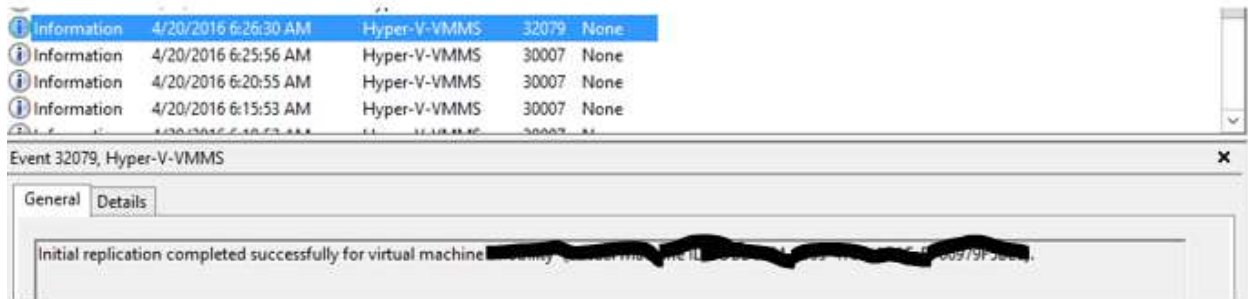 Information 4/20/2016 6:26:30 AM Hyper-V-VMMS 32079 None
Information 4/20/2016 6:25:56 AM Hyper-V-VMMS 30007 None
Information 4/20/2016 6:20:55 AM Hyper-V-VMMS 30007 None
Information 4/20/2016 6:15:53 AM Hyper-V-VMMS 30007 None
Event 32079, Hyper-V-VMMS
General Details
Initial replication completed successfully for virtual machine